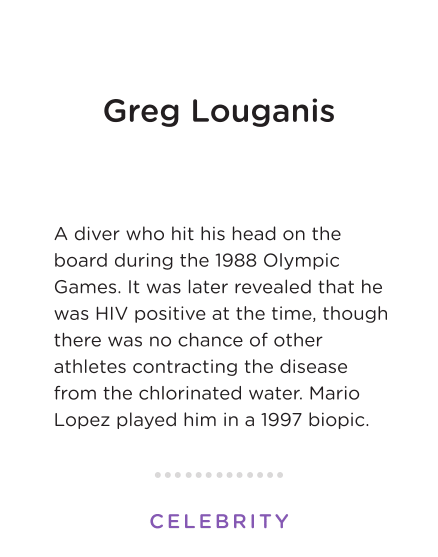 Greg Louganis
A diver who hit his head on the
board during the 1988 Olympic
Games. It was later revealed that he
was HIV positive at the time, though
there was no chance of other
athletes contracting the disease
from the chlorinated water. Mario
Lopez played him in a 1997 biopic.
CELEBRITY